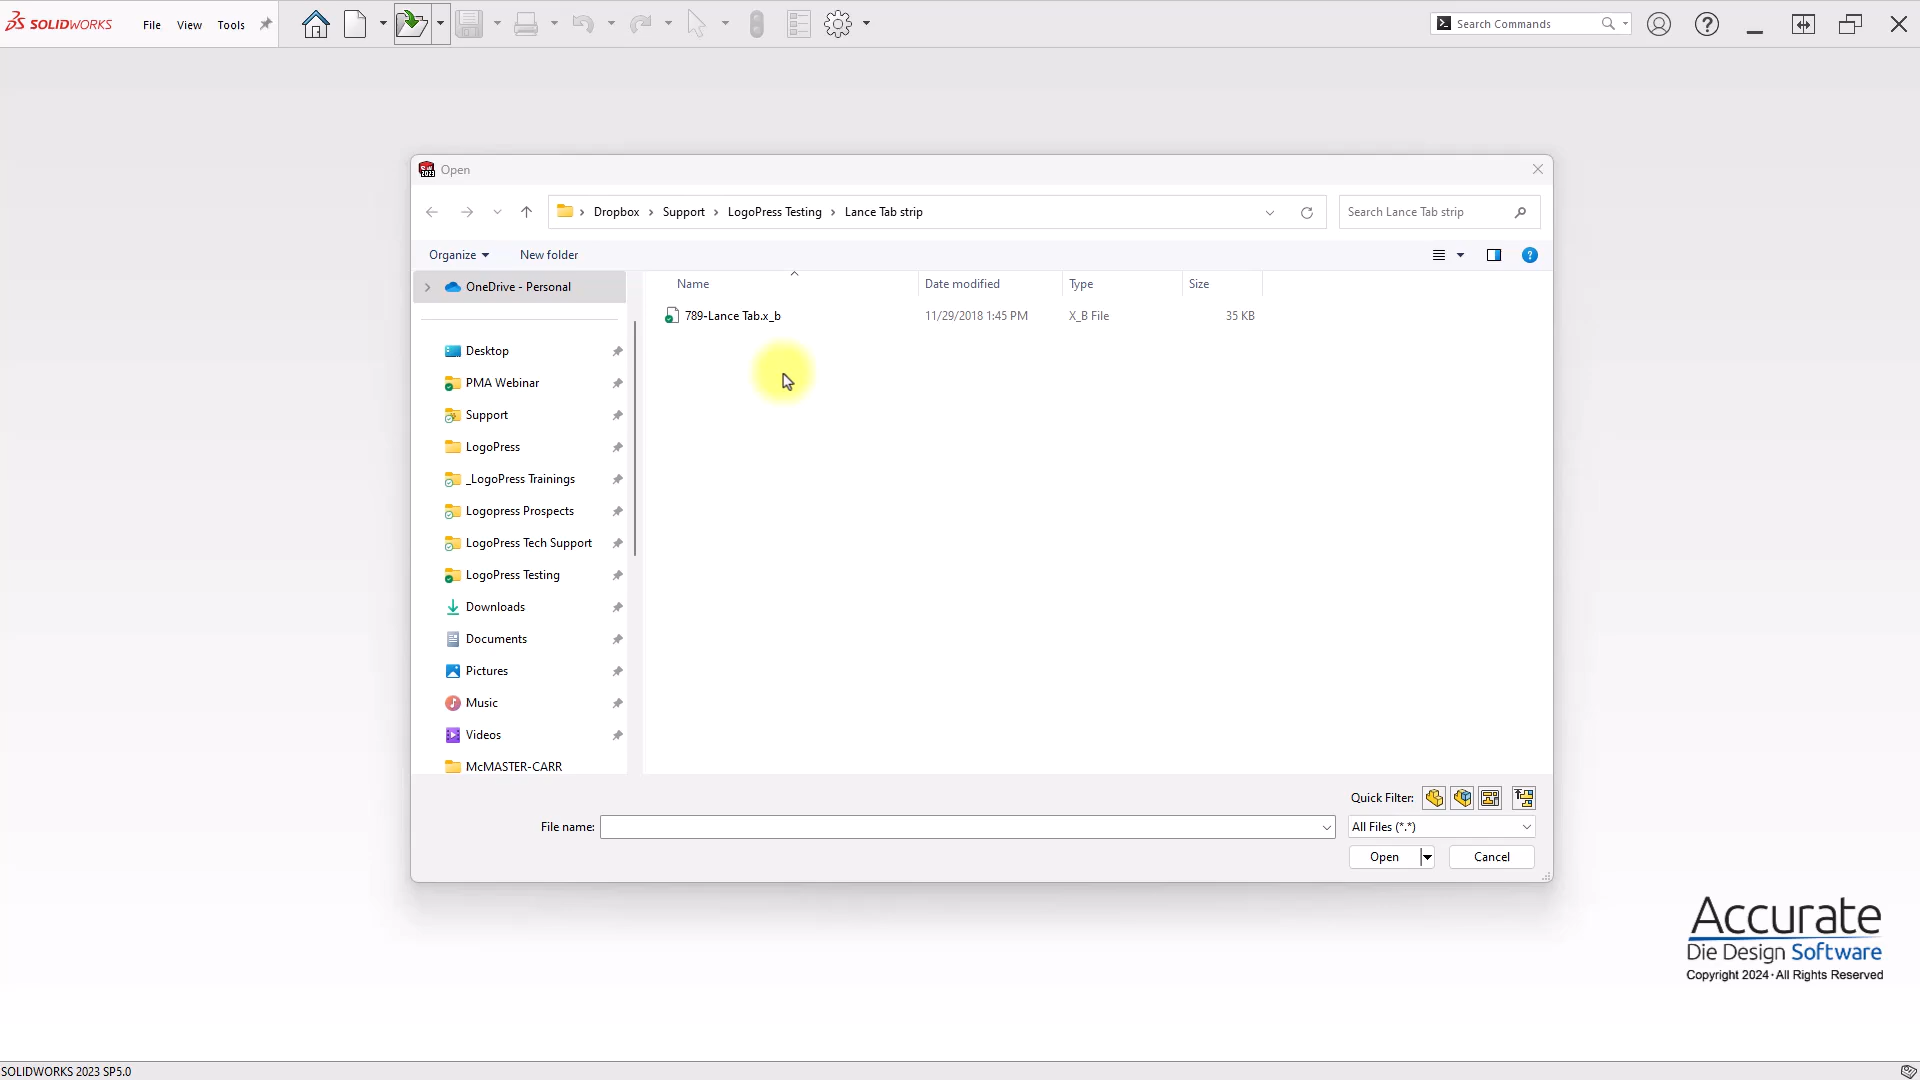 SOLIDWORKS
File
View
Tools
Search Commands
2023
Open
Dropbox
Support
LogoPress Testing
Lance Tab strip
Search Lance Tab strip
Organize
New folder
Name
Date modified
Type
Size
OneDrive - Personal
789-Lance Tab.x_b
11/29/2018 1:45 PM
X_B File
35 KB
Desktop
PMA Webinar
Support
LogoPress
_LogoPress Trainings
Logopress Prospects
LogoPress Tech Support
LogoPress Testing
Downloads
Documents
Pictures
Music
Videos
McMASTER-CARR
Quick Filter:
File name:
All Files (*.*)
Open
Cancel
Accurate
Die Design Software
Copyright 2024 · All Rights Reserved
SOLIDWORKS 2023 SP5.0